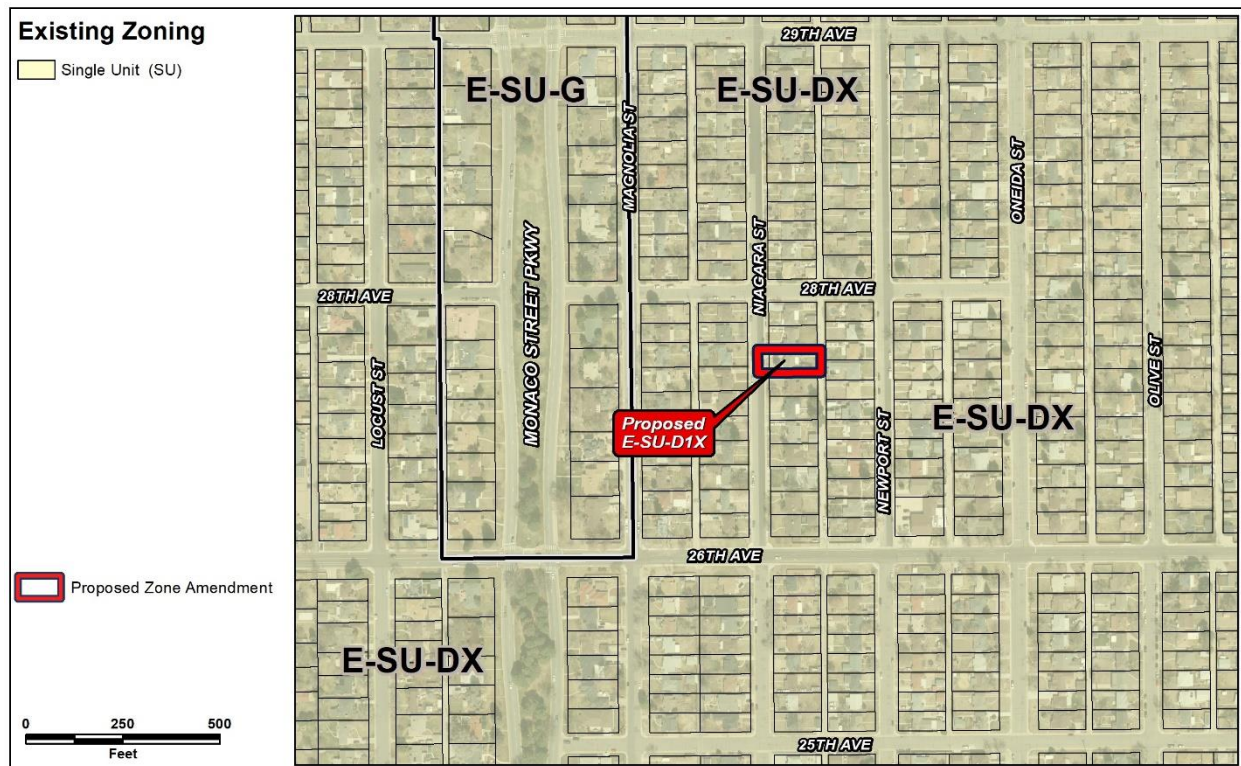 Existing Zoning
Single Unit (SU)
Proposed Zone Amendment
0 250 500
Feet
29TH AVE
E-SU-G
E-SU-DX
MAGNOLIA ST
ONEIDA ST
MONACO STREET PKWY
NIAGARA ST
28TH AVE
28TH AVE
LOCUST ST
OLIVE ST
Proposed
E-SU-D1X
NEWPORT ST
E-SU-DX
26TH AVE
E-SU-DX
25TH AVE